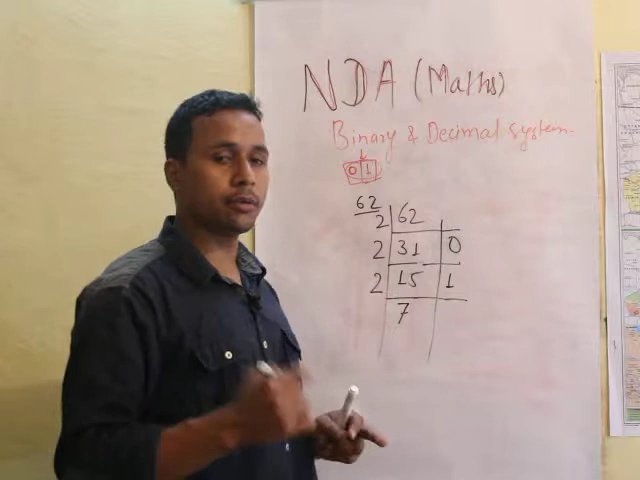 NDA (Maths)
Binary & Decimal system
0 1
62
2 62
2 31 0
2 15 1
7